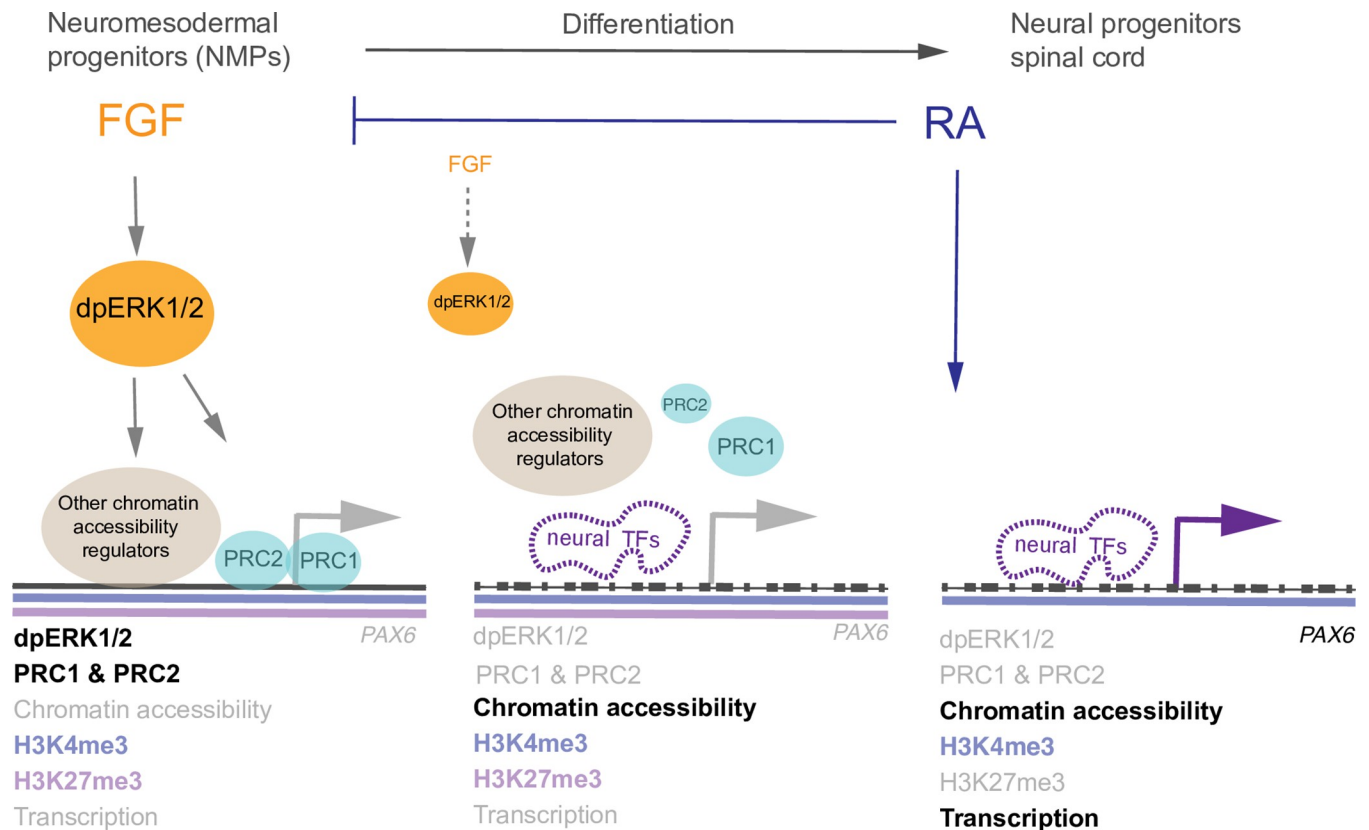 Neuromesodermal
progenitors (NMPs)
Differentiation
Neural progenitors
spinal cord
FGF
RA
FGF
dpERK1/2
dpERK1/2
Other chromatin
accessibility
regulators
PRC2
PRC1
Other chromatin
accessibility
regulators
PRC2
PRC1
neural TFs
neural TFs
PAX6
dpERK1/2
PRC1 & PRC2
Chromatin accessibility
H3K4me3
H3K27me3
Transcription
PAX6
dpERK1/2
PRC1 & PRC2
Chromatin accessibility
H3K4me3
H3K27me3
Transcription
PAX6
dpERK1/2
PRC1 & PRC2
Chromatin accessibility
H3K4me3
H3K27me3
Transcription